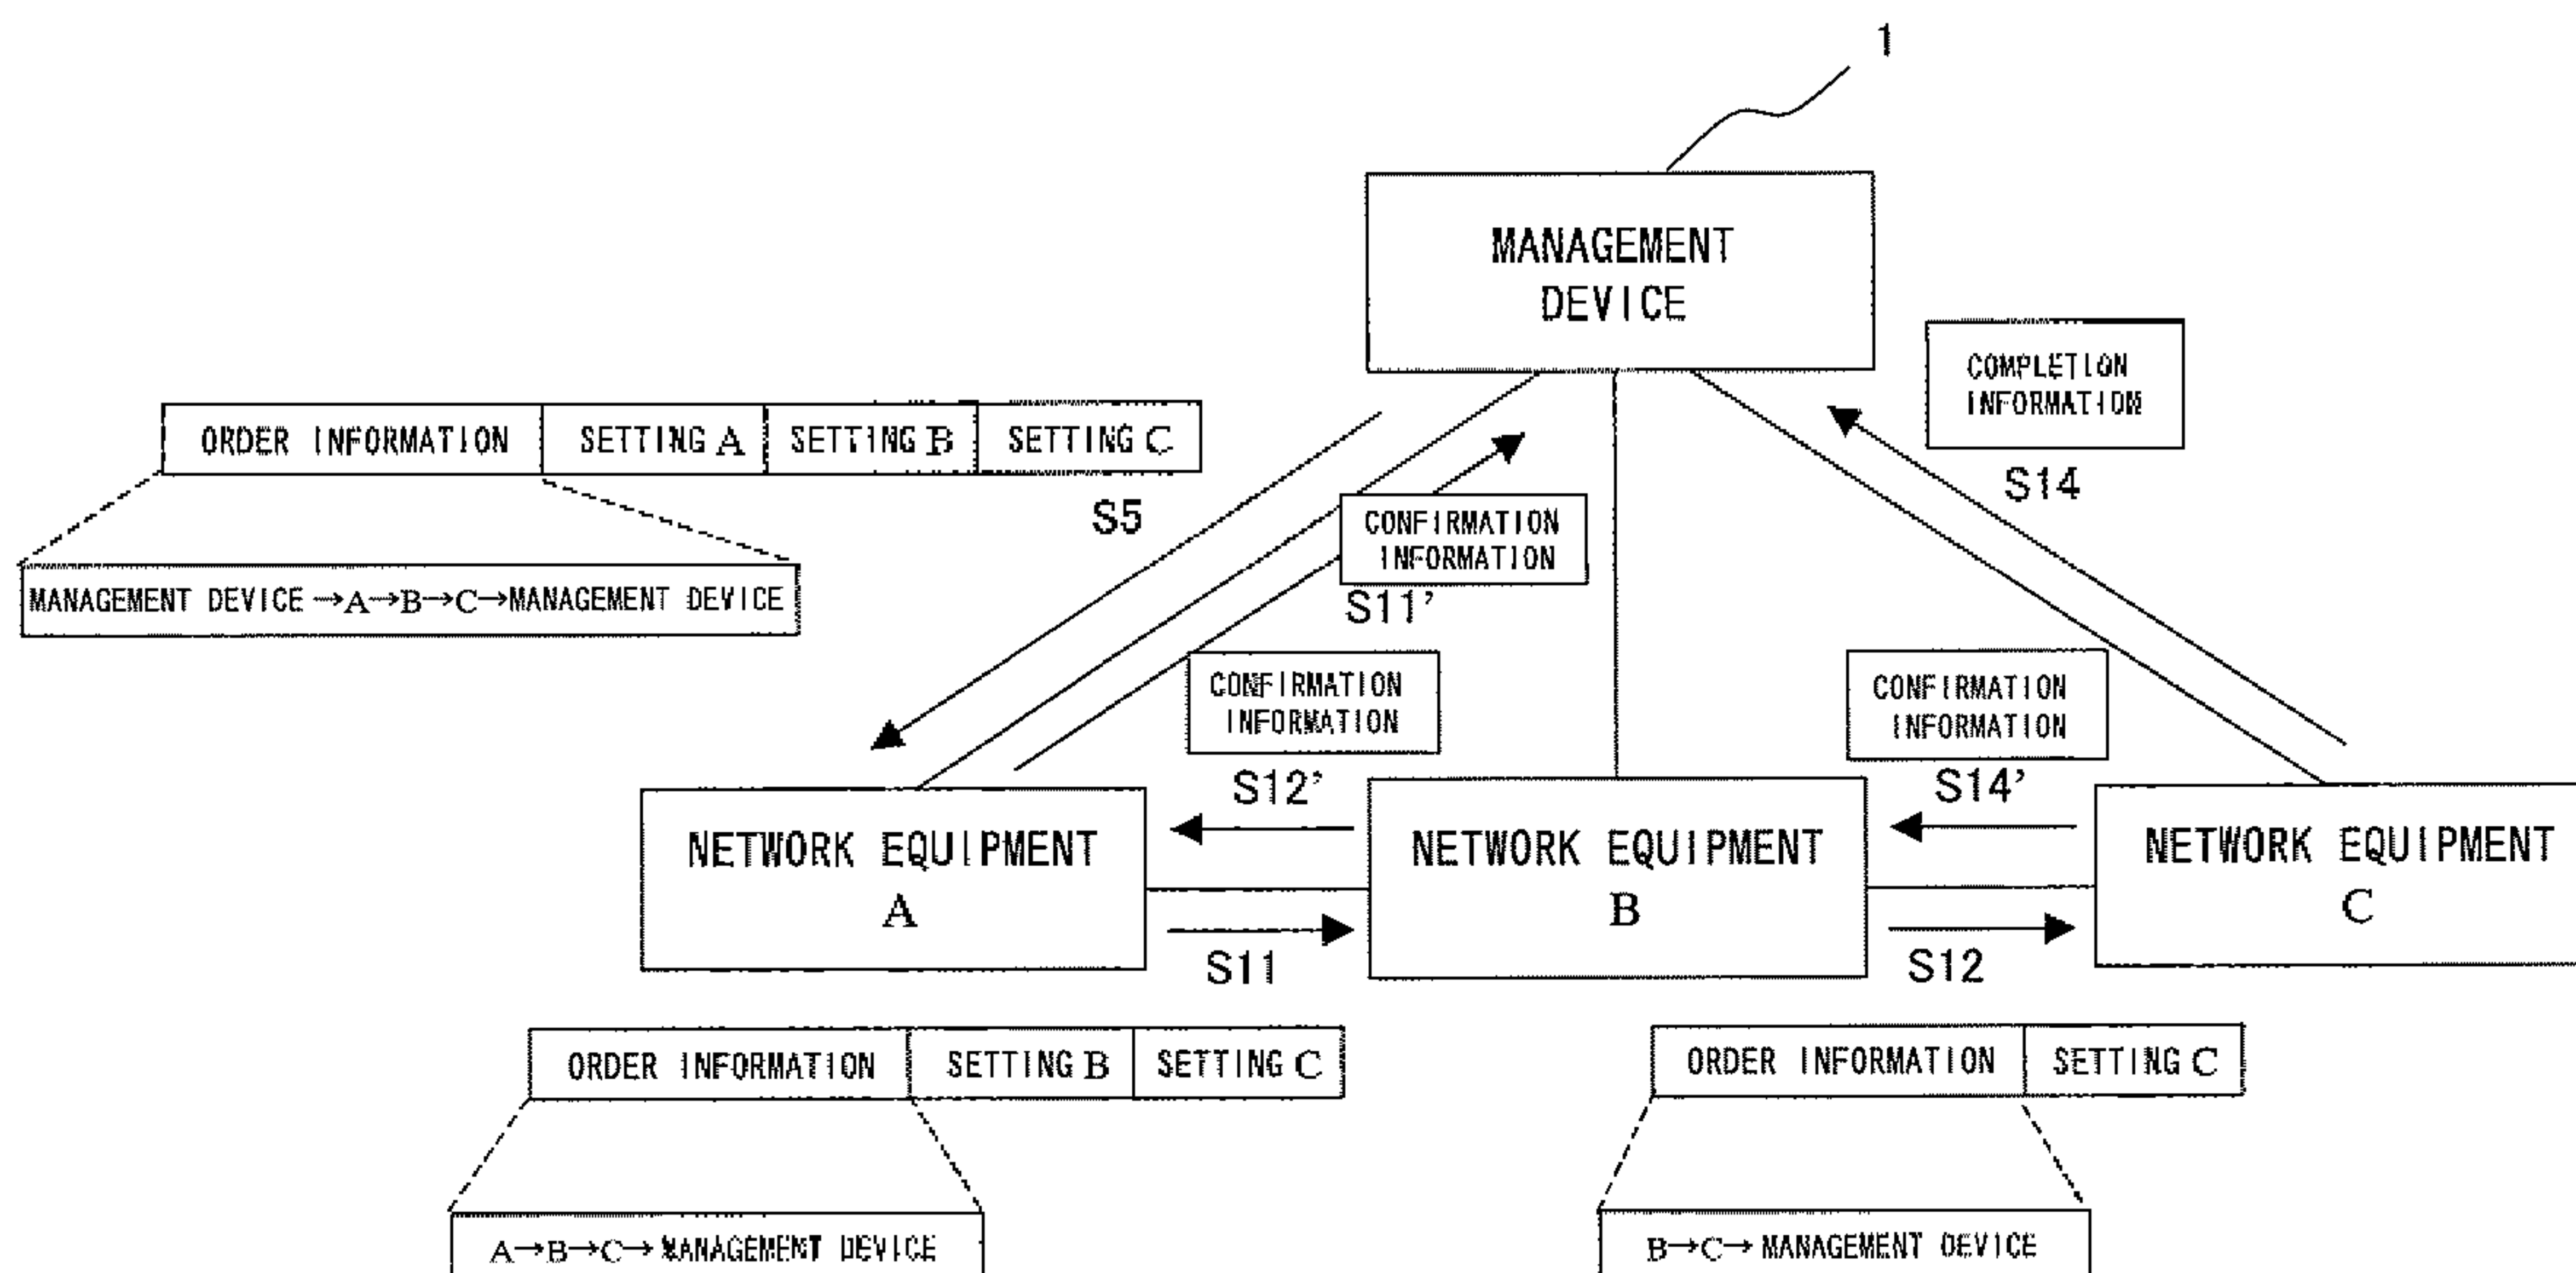 1
MANAGEMENT
DEVICE
COMPLETION
INFORMATION
S14
ORDER INFORMATION SETTING A SETTING B SETTING C
S5
CONFIRMATION
INFORMATION
S11’
MANAGEMENT DEVICE →A→B→C→MANAGEMENT DEVICE
CONFIRMATION
INFORMATION
S12’
CONFIRMATION
INFORMATION
S14’
NETWORK EQUIPMENT
A
NETWORK EQUIPMENT
B
NETWORK EQUIPMENT
C
S11
S12
ORDER INFORMATION SETTING B SETTING C
ORDER INFORMATION SETTING C
A→B→C→ MANAGEMENT DEVICE
B→C→ MANAGEMENT DEVICE